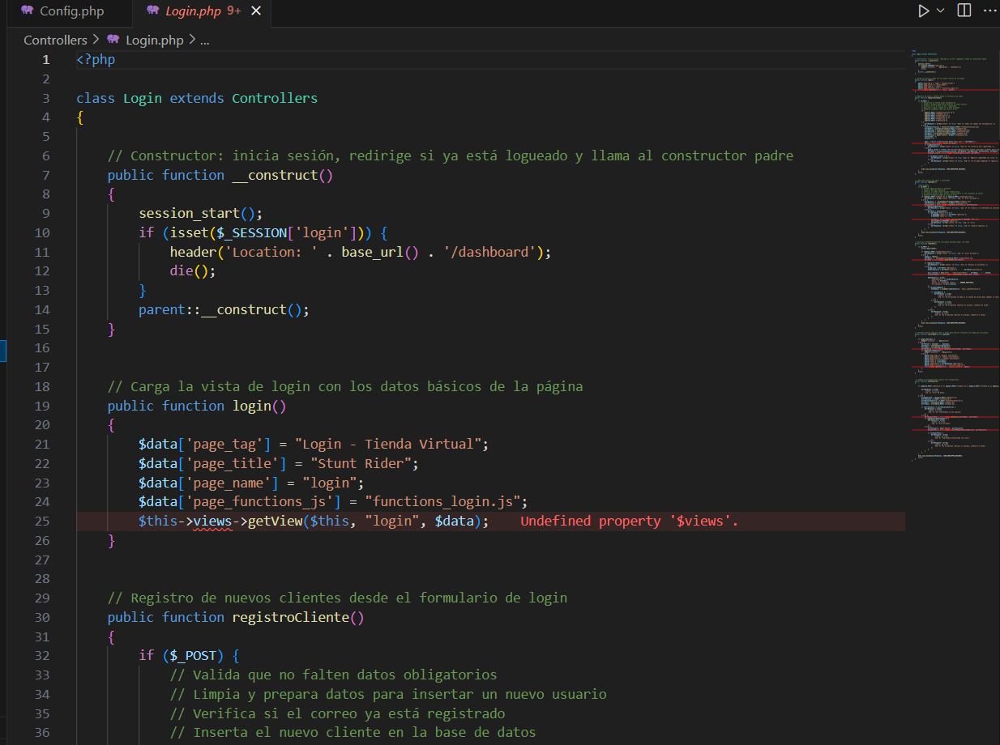 Config.php
Login.php 9+
Controllers > Login.php > ...
1 <?php
2
3 class Login extends Controllers
4 {
5
6 // Constructor: inicia sesión, redirige si ya está logueado y llama al constructor padre
7 public function __construct()
8 {
9 session_start();
10 if (isset($_SESSION['login'])) {
11 header('Location: ' . base_url() . '/dashboard');
12 die();
13 }
14 parent::__construct();
15 }
16
17
18 // Carga la vista de login con los datos básicos de la página
19 public function login()
20 {
21 $data['page_tag'] = "Login - Tienda Virtual";
22 $data['page_title'] = "Stunt Rider";
23 $data['page_name'] = "login";
24 $data['page_functions_js'] = "functions_login.js";
25 $this->views->getView($this, "login", $data); Undefined property '$views'.
26 }
27
28
29 // Registro de nuevos clientes desde el formulario de login
30 public function registroCliente()
31 {
32 if ($_POST) {
33 // Valida que no falten datos obligatorios
34 // Limpia y prepara datos para insertar un nuevo usuario
35 // Verifica si el correo ya está registrado
36 // Inserta el nuevo cliente en la base de datos